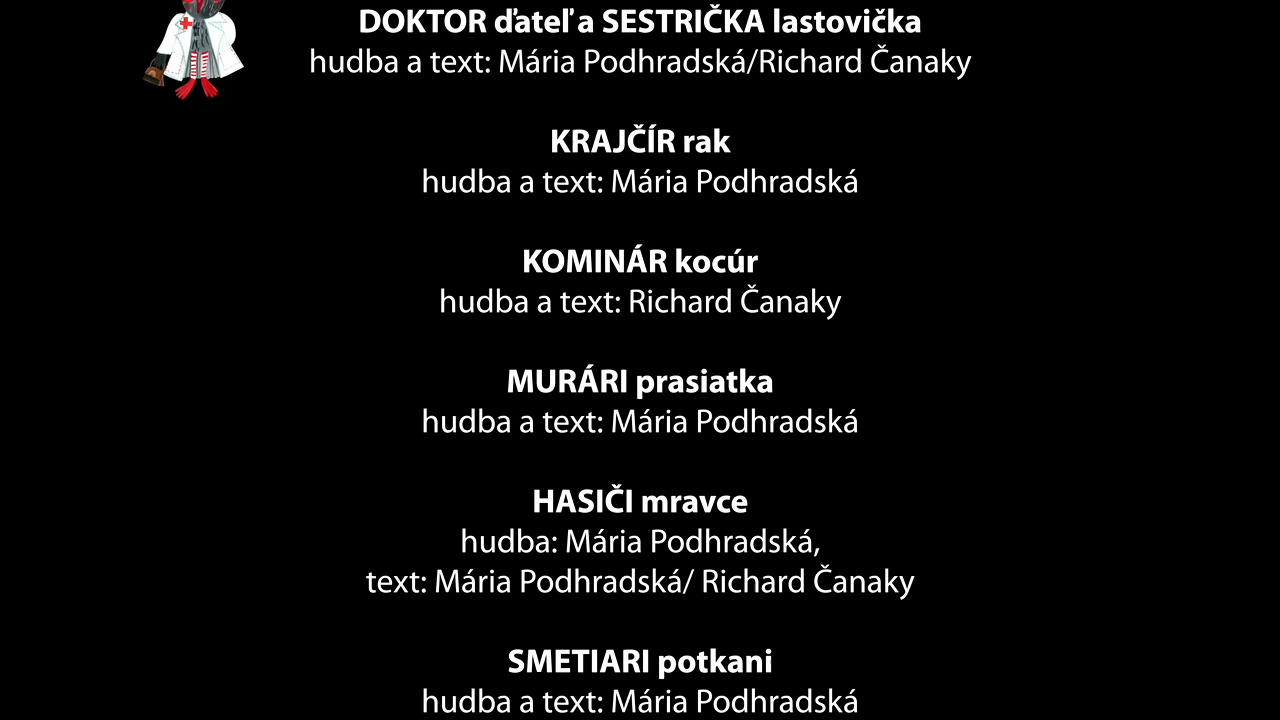 DOKTOR ďateľ a SESTRIČKA lastovička
hudba a text: Mária Podhradská/Richard Čanaky
KRAJČÍR rak
hudba a text: Mária Podhradská
KOMINÁR kocúr
hudba a text: Richard Čanaky
MURÁRI prasiatka
hudba a text: Mária Podhradská
HASIČI mravce
hudba: Mária Podhradská,
text: Mária Podhradská/ Richard Čanaky
SMETIARI potkani
hudba a text: Mária Podhradská